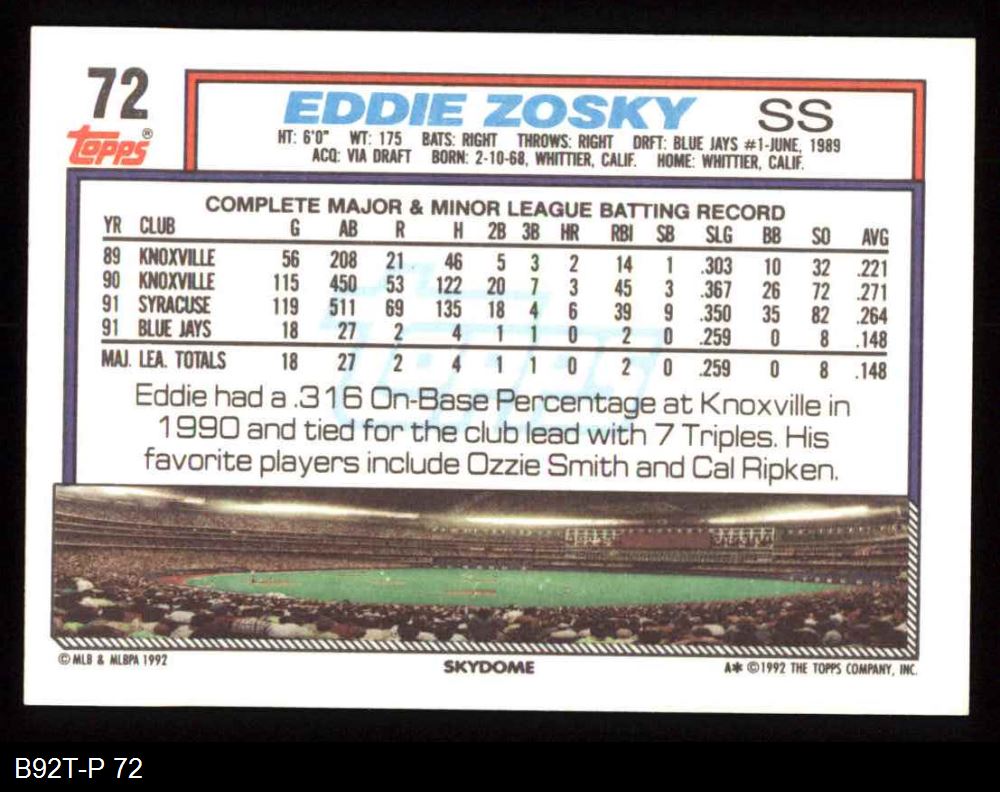 72
Topps®
EDDIE ZOSKY SS
HT: 6'0" WT: 175 BATS: RIGHT THROWS: RIGHT DRFT: BLUE JAYS #1-JUNE, 1989
ACQ: VIA DRAFT BORN: 2-10-68, WHITTIER, CALIF. HOME: WHITTIER, CALIF.
COMPLETE MAJOR & MINOR LEAGUE BATTING RECORD
YR CLUB G AB R H 2B 3B HR RBI SB SLG BB SO AVG
89 KNOXVILLE 56 208 21 46 5 3 2 14 1 .303 10 32 .221
90 KNOXVILLE 115 450 53 122 20 7 3 45 3 .367 26 72 .271
91 SYRACUSE 119 511 69 135 18 4 6 39 9 .350 35 82 .264
91 BLUE JAYS 18 27 2 4 1 1 0 2 0 .259 0 8 .148
MAJ. LEA. TOTALS 18 27 2 4 1 1 0 2 0 .259 0 8 .148
Eddie had a .316 On-Base Percentage at Knoxville in
1990 and tied for the club lead with 7 Triples. His
favorite players include Ozzie Smith and Cal Ripken.
© MLB & MLBPA 1992 SKYDOME A* ©1992 THE TOPPS COMPANY, INC.
B92T-P 72